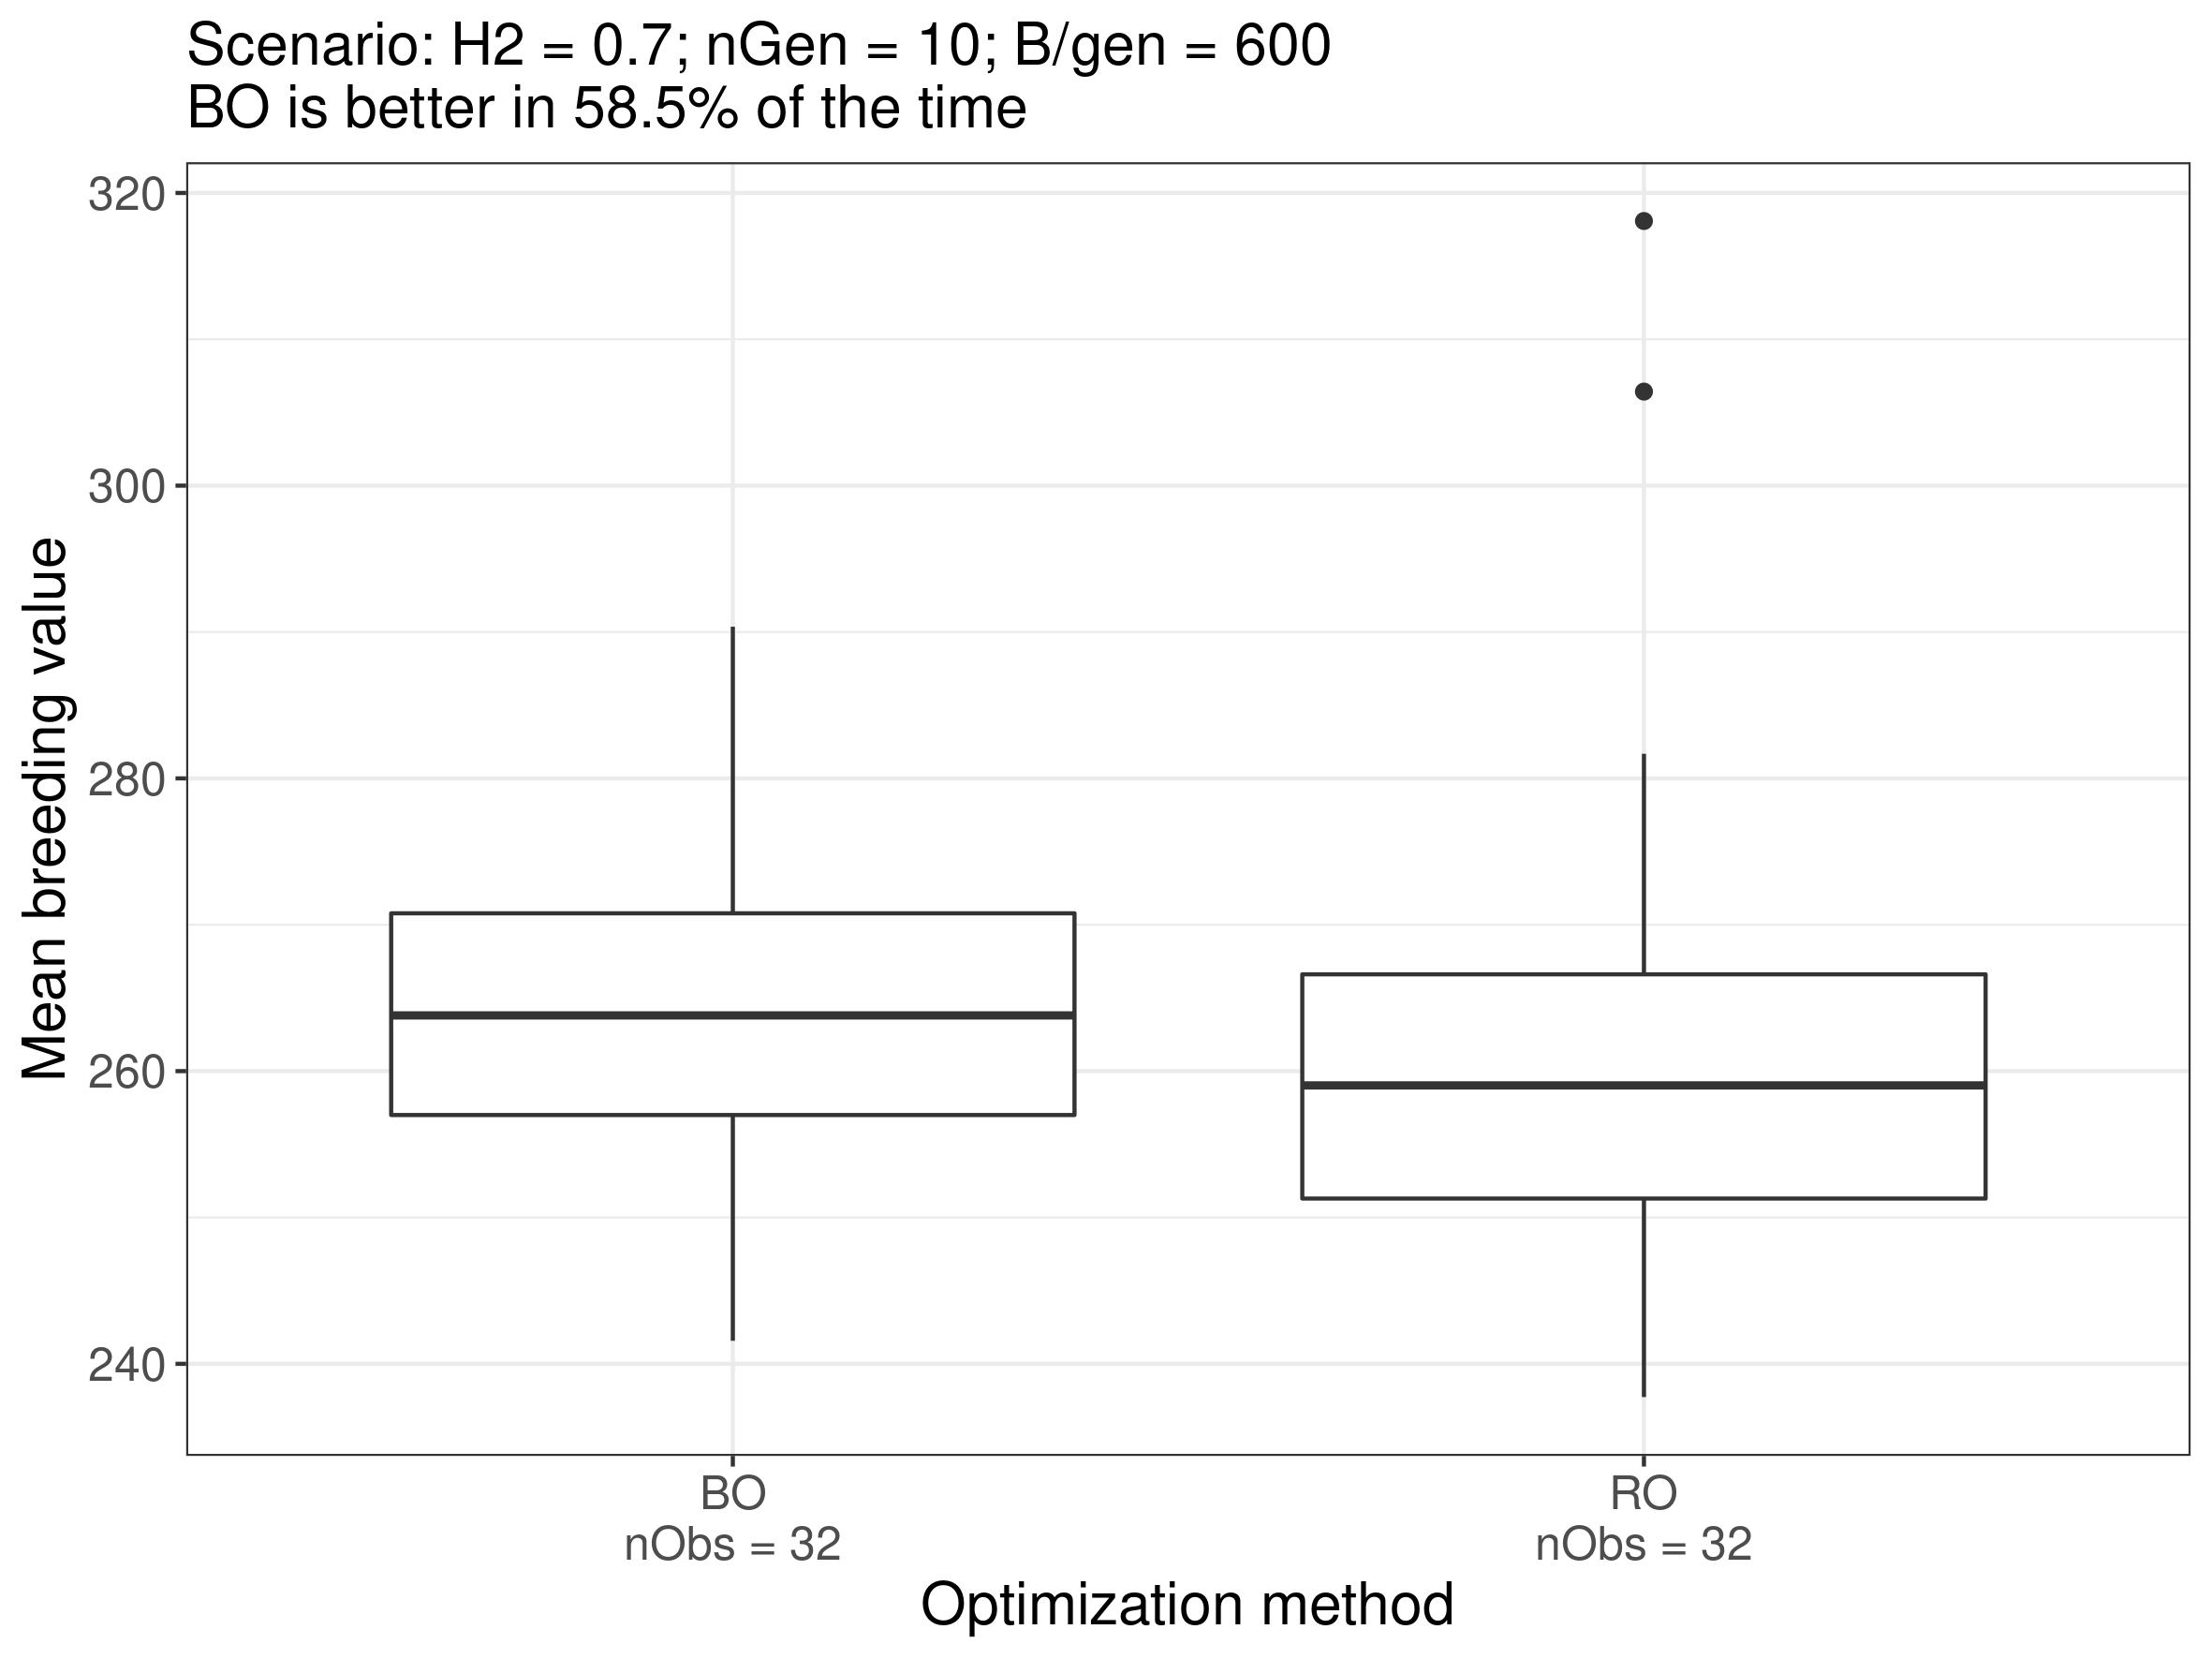 Scenario: H2 = 0.7; nGen = 10; B/gen = 600
BO is better in 58.5% of the time
320
300
280
260
240
Mean breeding value
BO
nObs = 32
RO
nObs = 32
Optimization method